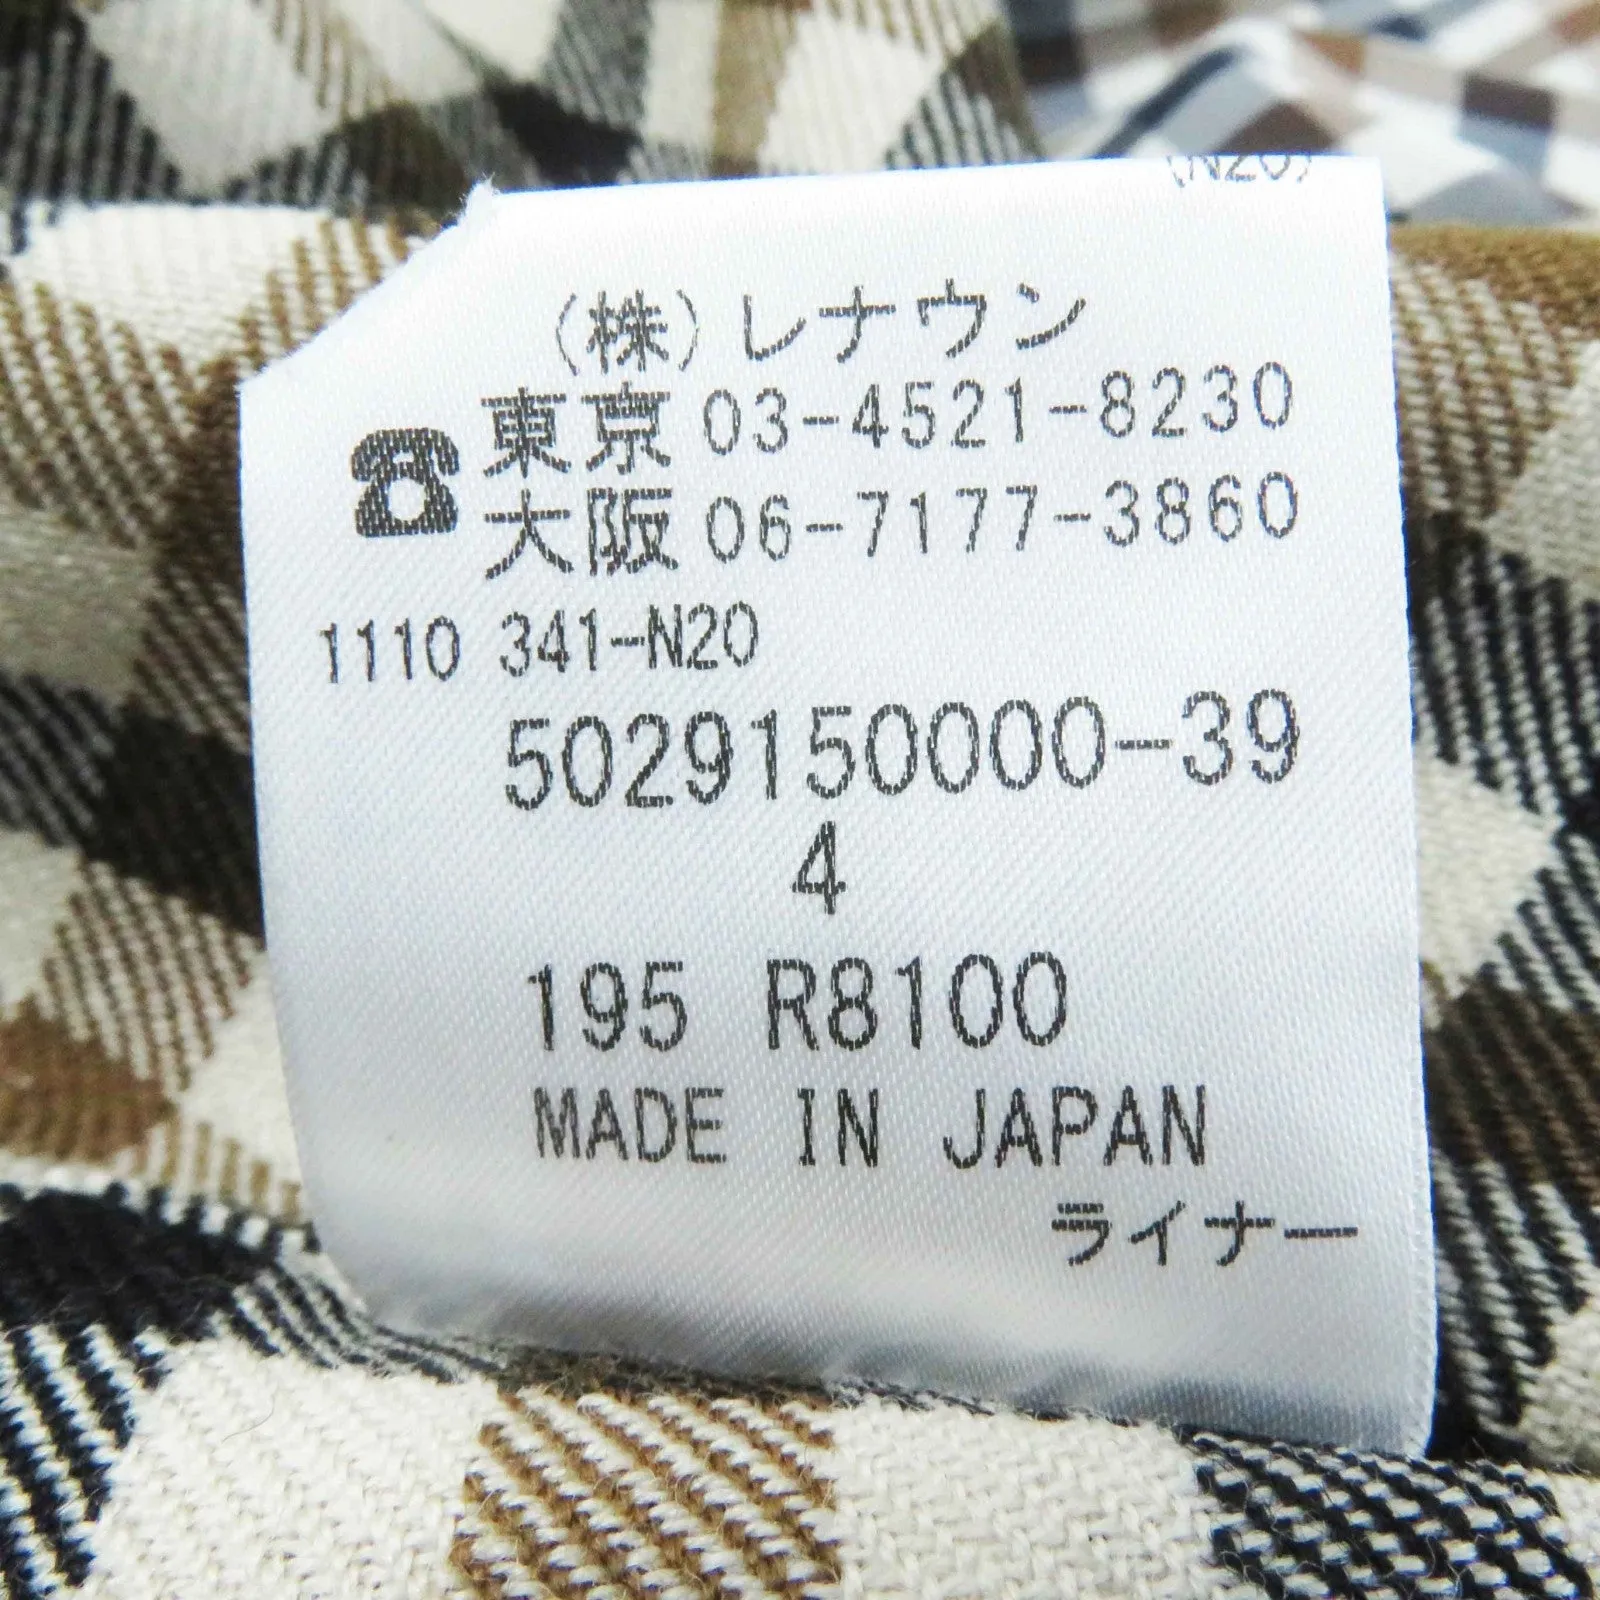 (N20)
(株)レナウン
☎東京 03-4521-8230
大阪 06-7177-3860
1110 341-N20
5029150000-39
4
195 R8100
MADE IN JAPAN
ライナー